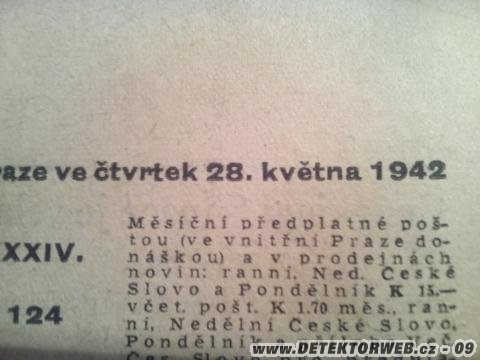 raze ve čtvrtek 28. května 1942
XXIV.
124
Měsíční předplatné poš-
tou (ve vnitřní Praze do-
náškou) a v prodejnách
novin: ranní, Ned. České
Slovo a Pondělník K 15.—
včet. pošt. K 1.70 měs., ran-
ní, Nedělní České Slovo,
Pondělník
www.DETEKTORWEB.cz - 09